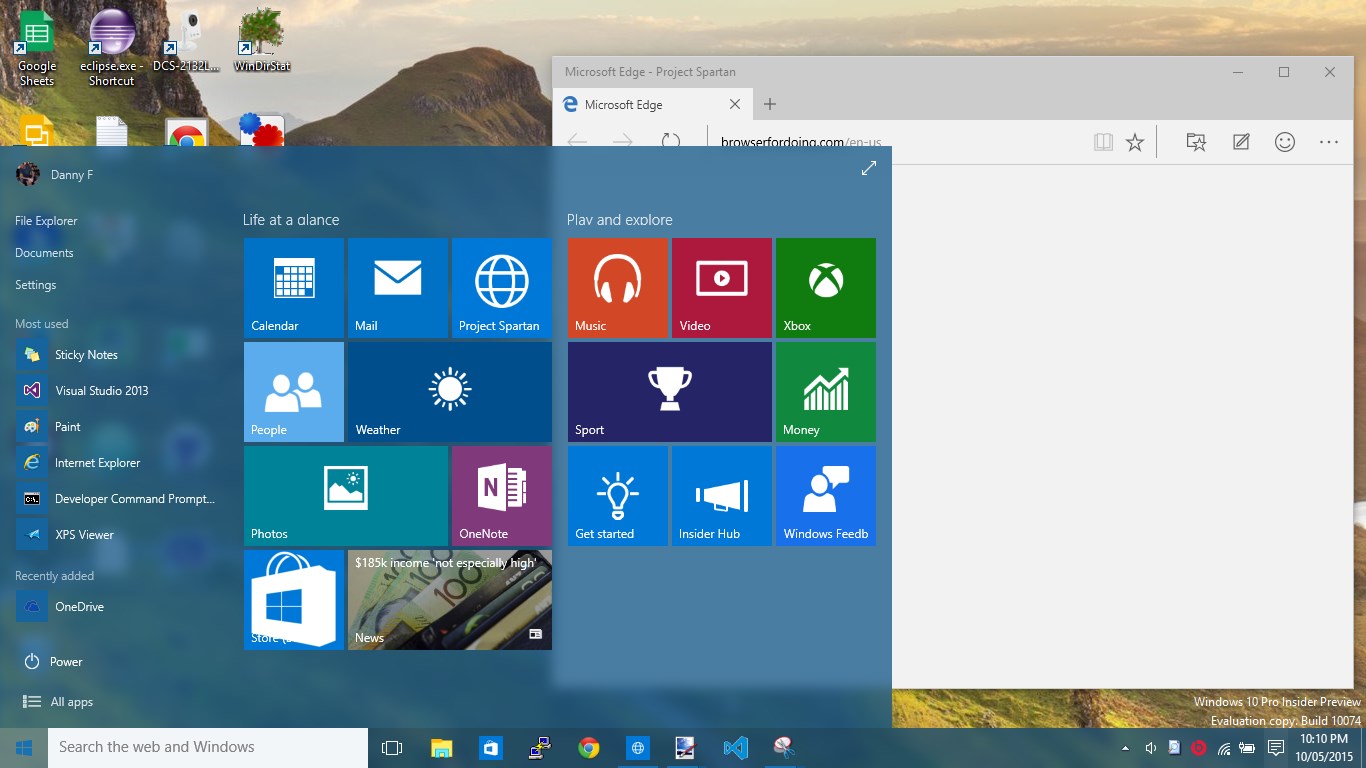 Google
Sheets
eclipse.exe -
Shortcut
DCS-2132L...
WinDirStat
Microsoft Edge - Project Spartan
Microsoft Edge
browserfordoing.com/en-us
Danny F
File Explorer
Documents
Settings
Most used
Sticky Notes
Visual Studio 2013
Paint
Internet Explorer
Developer Command Prompt...
XPS Viewer
Recently added
OneDrive
Power
All apps
Life at a glance
Calendar
Mail
Project Spartan
People
Weather
Photos
N
OneNote
Store
$185k income 'not especially high'
News
Play and explore
Music
Video
Xbox
Sport
Money
Get started
Insider Hub
Windows Feedb
Windows 10 Pro Insider Preview
Evaluation copy. Build 10074
Search the web and Windows
10:10 PM
10/05/2015